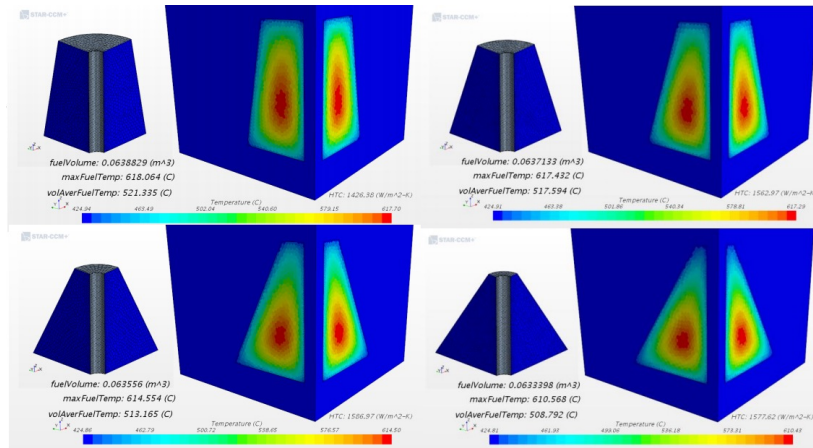 STAR-CCM+
fuelVolume: 0.0638829 (m^3)
maxFuelTemp: 618.064 (C)
volAverFuelTemp: 521.335 (C)
HTC: 1426.38 (W/m^2-K)
Temperature (C)
424.94 463.49 502.04 540.60 579.15 617.70
STAR-CCM+
fuelVolume: 0.0637133 (m^3)
maxFuelTemp: 617.432 (C)
volAverFuelTemp: 517.594 (C)
HTC: 1562.97 (W/m^2-K)
Temperature (C)
424.91 463.38 501.86 540.34 578.81 617.29
STAR-CCM+
fuelVolume: 0.063556 (m^3)
maxFuelTemp: 614.554 (C)
volAverFuelTemp: 513.165 (C)
HTC: 1586.97 (W/m^2-K)
Temperature (C)
424.86 462.79 500.72 538.65 576.57 614.50
STAR-CCM+
fuelVolume: 0.0633398 (m^3)
maxFuelTemp: 610.568 (C)
volAverFuelTemp: 508.792 (C)
HTC: 1577.62 (W/m^2-K)
Temperature (C)
424.81 461.93 499.06 536.18 573.31 610.43